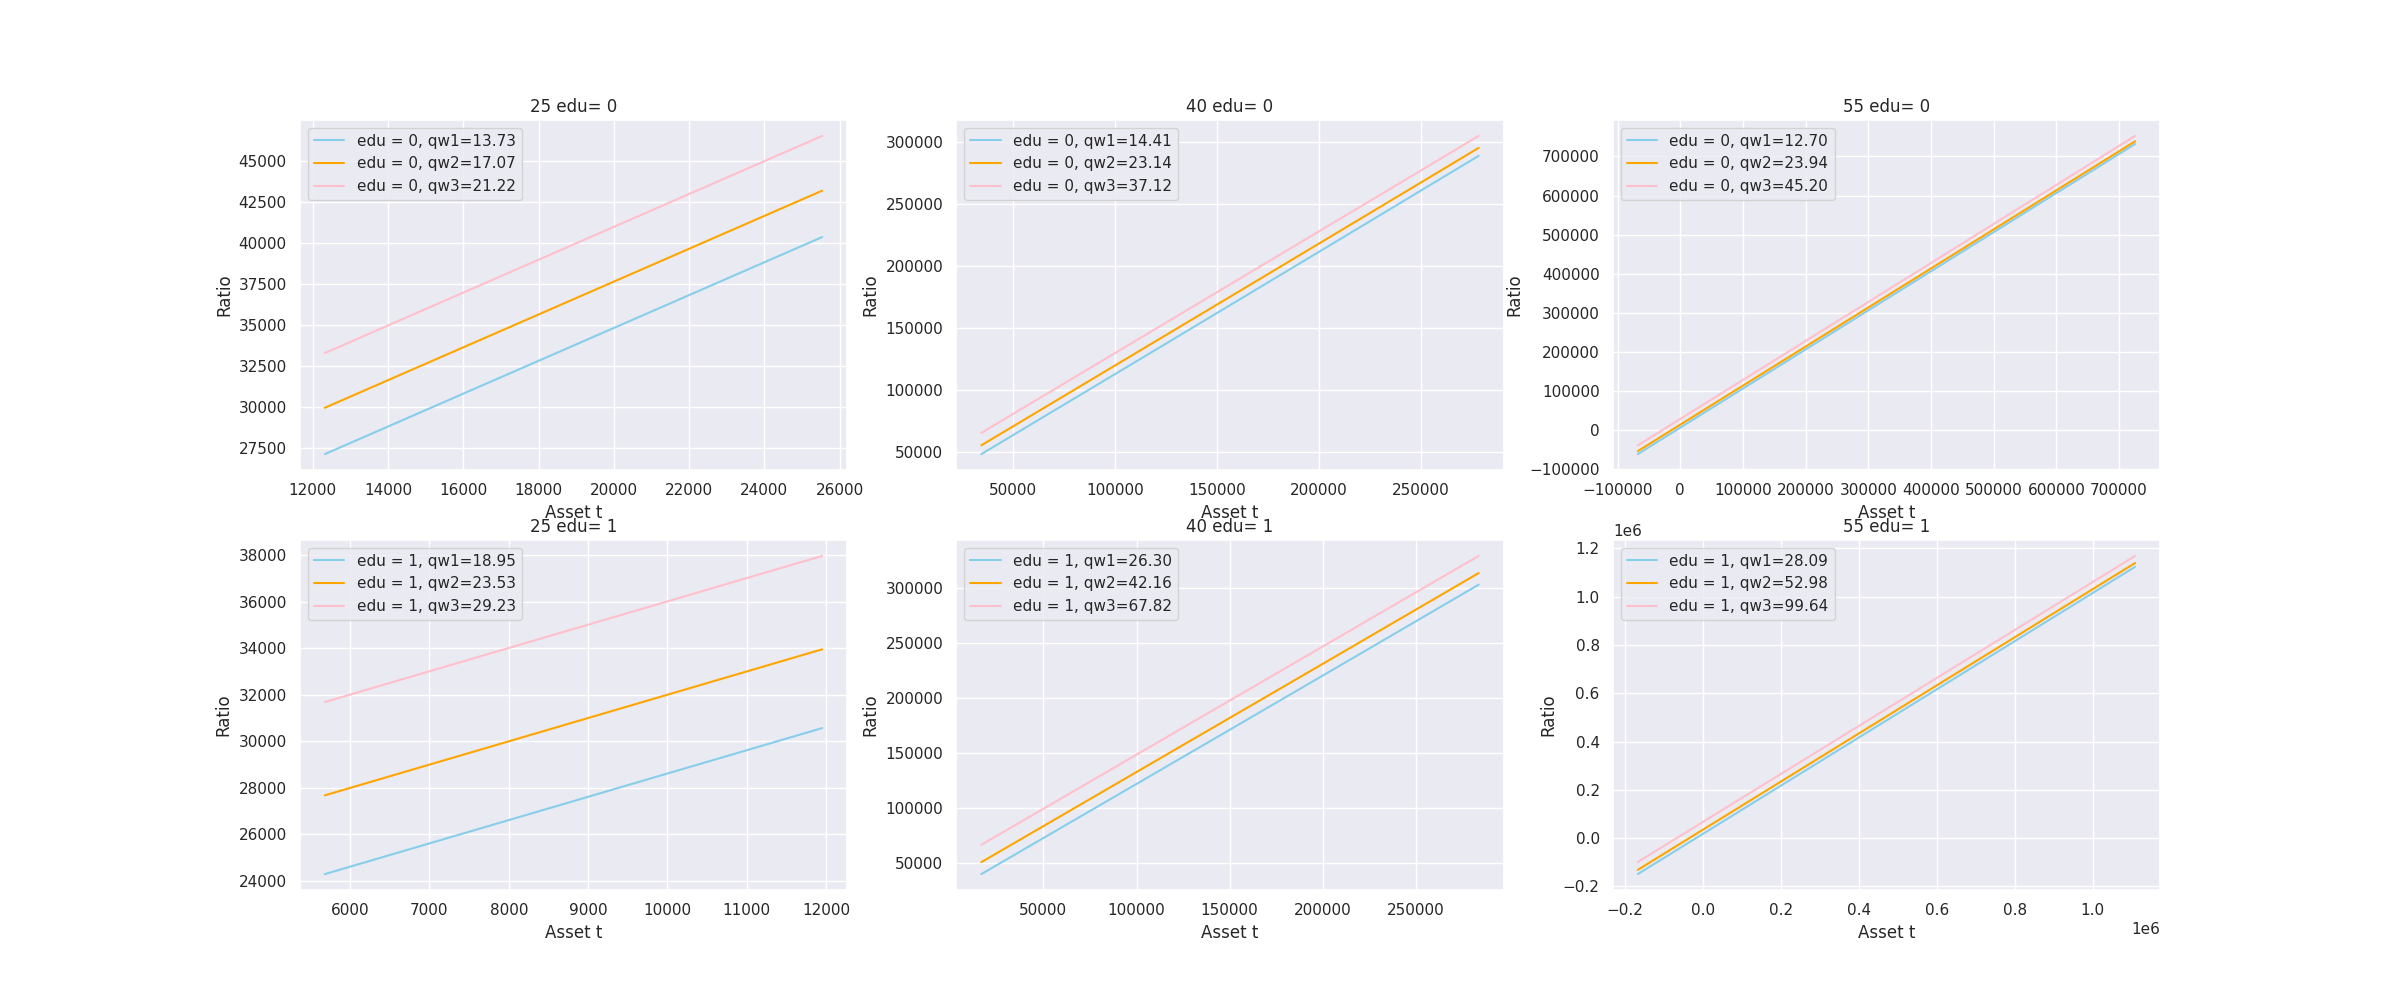 25 edu= 0
edu = 0, qw1=13.73
edu = 0, qw2=17.07
edu = 0, qw3=21.22
Ratio
45000
42500
40000
37500
35000
32500
30000
27500
12000 14000 16000 18000 20000 22000 24000 26000
Asset t
40 edu= 0
edu = 0, qw1=14.41
edu = 0, qw2=23.14
edu = 0, qw3=37.12
Ratio
300000
250000
200000
150000
100000
50000
50000 100000 150000 200000 250000
Asset t
55 edu= 0
edu = 0, qw1=12.70
edu = 0, qw2=23.94
edu = 0, qw3=45.20
Ratio
700000
600000
500000
400000
300000
200000
100000
0
−100000
−100000 0 100000 200000 300000 400000 500000 600000 700000
Asset t
25 edu= 1
edu = 1, qw1=18.95
edu = 1, qw2=23.53
edu = 1, qw3=29.23
Ratio
38000
36000
34000
32000
30000
28000
26000
24000
6000 7000 8000 9000 10000 11000 12000
Asset t
40 edu= 1
edu = 1, qw1=26.30
edu = 1, qw2=42.16
edu = 1, qw3=67.82
Ratio
300000
250000
200000
150000
100000
50000
50000 100000 150000 200000 250000
Asset t
55 edu= 1
1e6
edu = 1, qw1=28.09
edu = 1, qw2=52.98
edu = 1, qw3=99.64
Ratio
1.2
1.0
0.8
0.6
0.4
0.2
0.0
−0.2
−0.2 0.0 0.2 0.4 0.6 0.8 1.0
1e6
Asset t